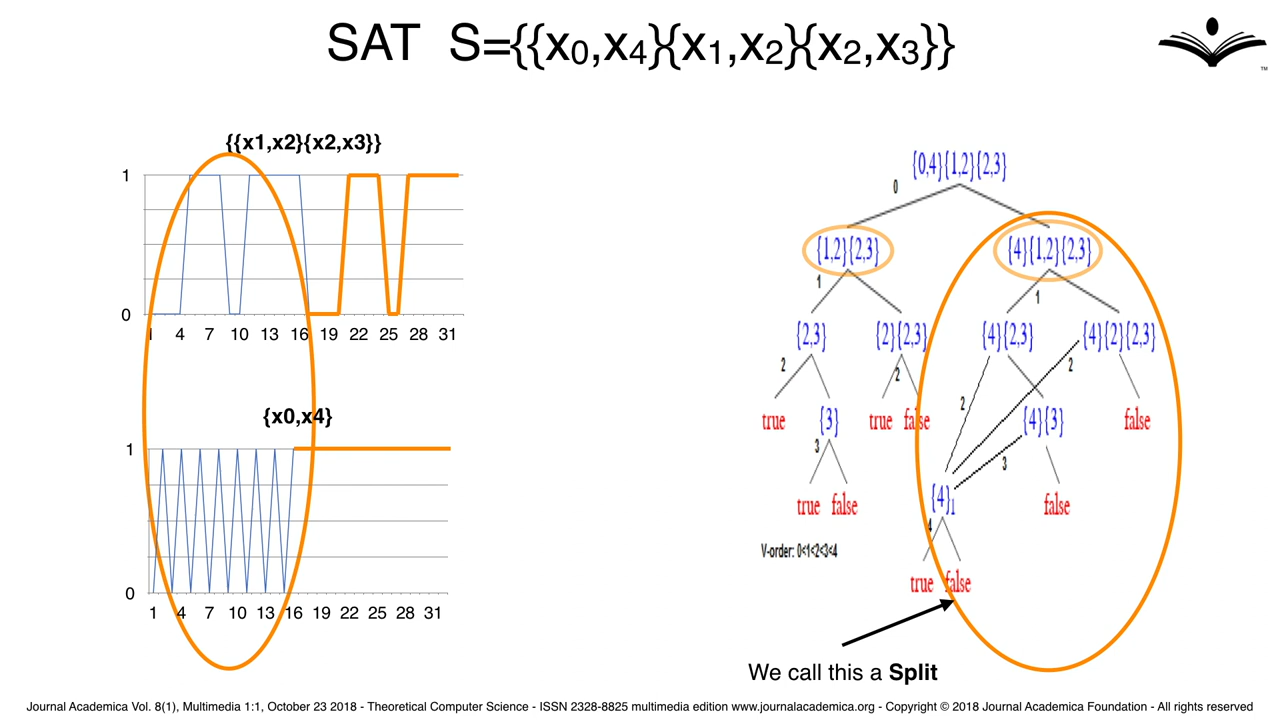 SAT S={{x0,x4}{x1,x2}{x2,x3}}
TM
{{x1,x2}{x2,x3}}
1
0
1 4 7 10 13 16 19 22 25 28 31
{x0,x4}
1
0
1 4 7 10 13 16 19 22 25 28 31
{0,4}{1,2}{2,3}
0
{1,2}{2,3} {4}{1,2}{2,3}
1 1
{2,3} {2}{2,3} {4}{2,3} {4}{2}{2,3}
2 2 2 2
true {3} true false {4}{3} false
3 3
true false {4}1 false
4
V-order: 0<1<2<3<4
true false
We call this a Split
Journal Academica Vol. 8(1), Multimedia 1:1, October 23 2018 - Theoretical Computer Science - ISSN 2328-8825 multimedia edition www.journalacademica.org - Copyright © 2018 Journal Academica Foundation - All rights reserved